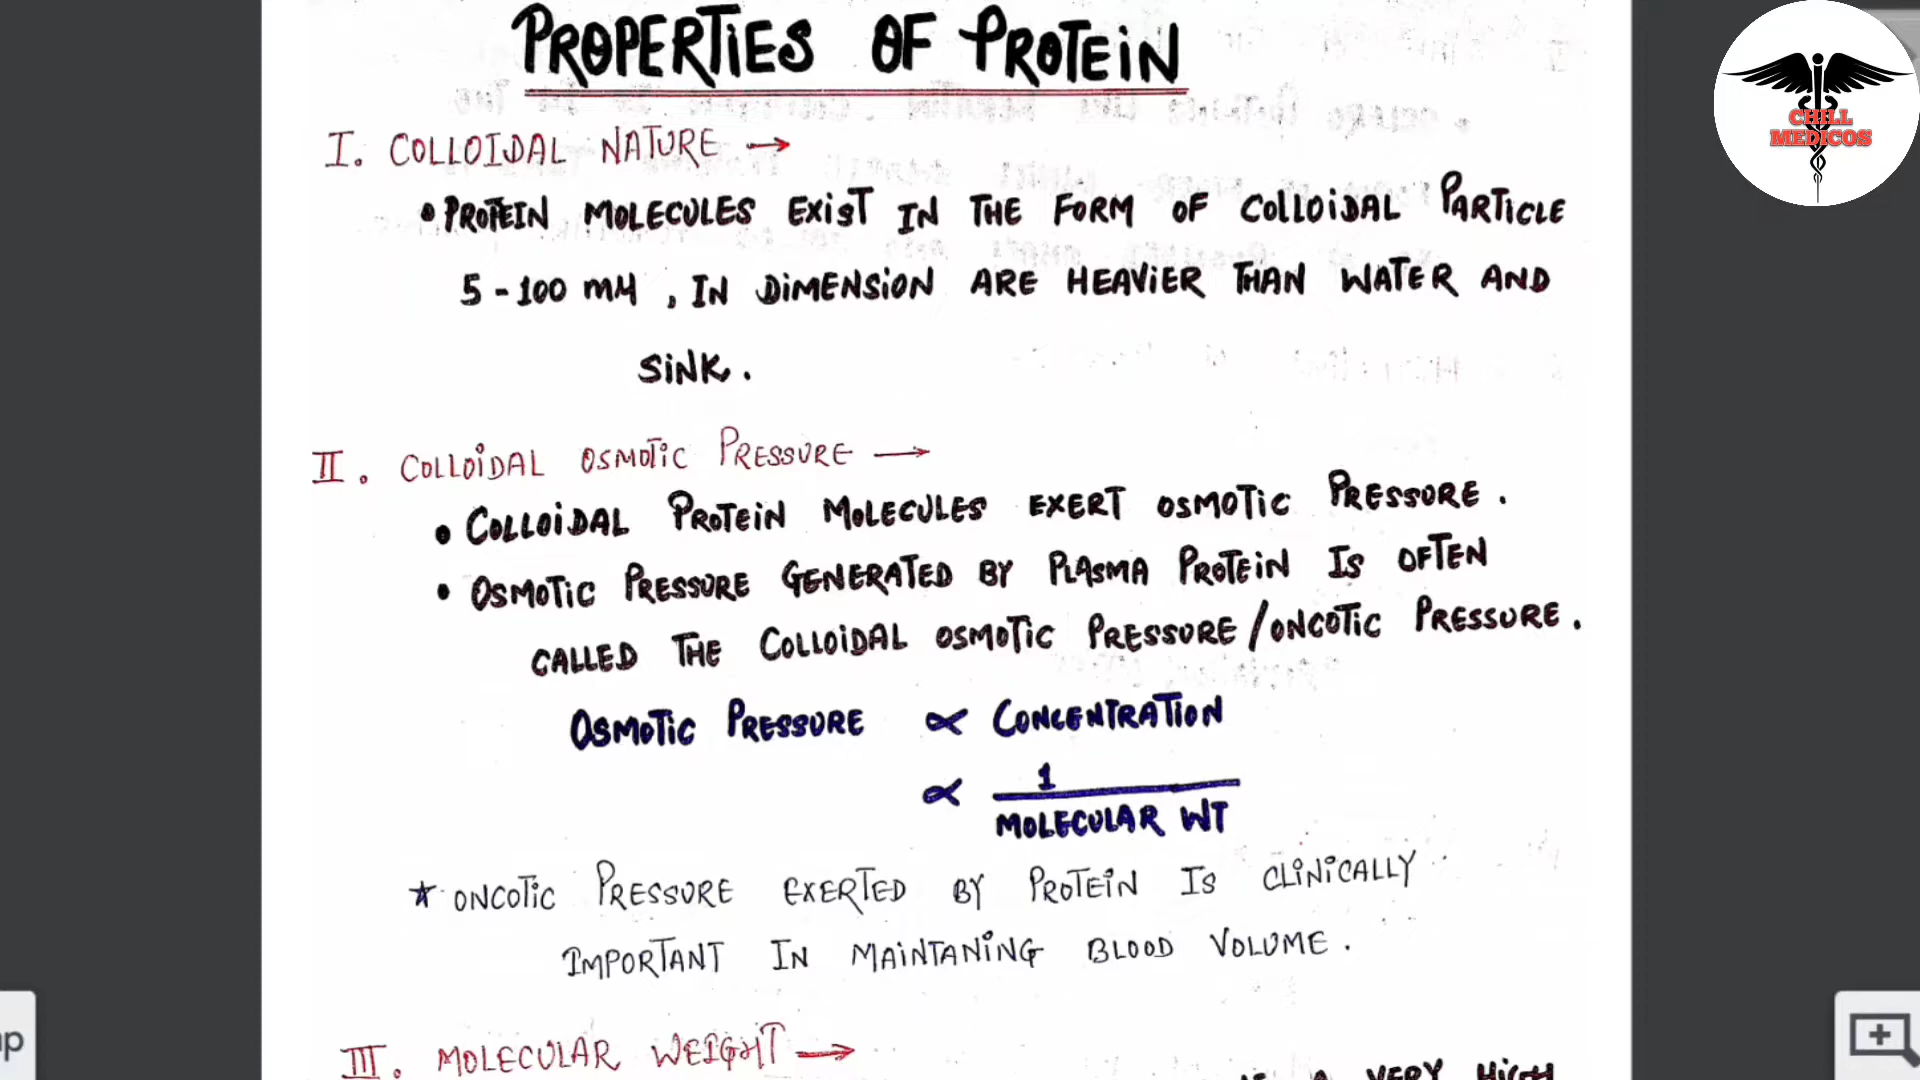 PROPERTIES OF PROTEIN
CHILL
MEDICOS
I. COLLOIDAL NATURE →
• PROTEIN MOLECULES EXIST IN THE FORM OF COLLOIDAL PARTICLE
5-100 mμ, IN DIMENSION ARE HEAVIER THAN WATER AND
SINK.
II. COLLOIDAL OSMOTIC PRESSURE →
• COLLOIDAL PROTEIN MOLECULES EXERT OSMOTIC PRESSURE.
• OSMOTIC PRESSURE GENERATED BY PLASMA PROTEIN IS OFTEN
CALLED THE COLLOIDAL OSMOTIC PRESSURE/ONCOTIC PRESSURE.
OSMOTIC PRESSURE ∝ CONCENTRATION
∝ 1
MOLECULAR WT
★ ONCOTIC PRESSURE EXERTED BY PROTEIN IS CLINICALLY
IMPORTANT IN MAINTANING BLOOD VOLUME.
III. MOLECULAR WEIGHT →
A VERY HIGH